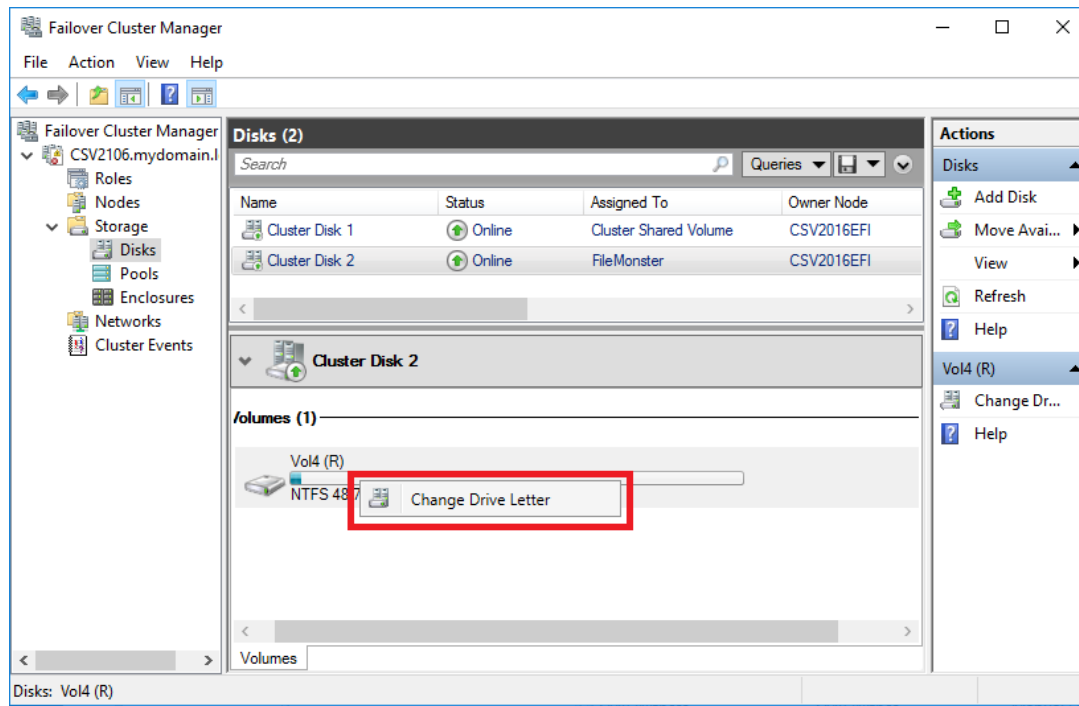 Failover Cluster Manager
File Action View Help
Failover Cluster Manager
CSV2106.mydomain.l
Roles
Nodes
Storage
Disks
Pools
Enclosures
Networks
Cluster Events
Disks (2)
Search
Queries
Name Status Assigned To Owner Node
Cluster Disk 1 Online Cluster Shared Volume CSV2016EFI
Cluster Disk 2 Online FileMonster CSV2016EFI
Cluster Disk 2
/olumes (1)
Vol4 (R)
NTFS 48.7
Change Drive Letter
Volumes
Actions
Disks
Add Disk
Move Avai...
View
Refresh
Help
Vol4 (R)
Change Dr...
Help
Disks: Vol4 (R)